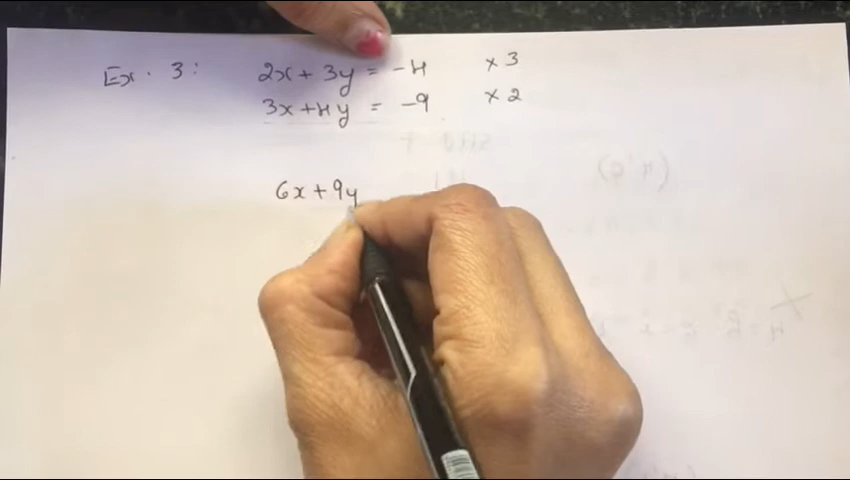 Ex. 3: 2x + 3y = -4 × 3
3x + 4y = -9 × 2
6x + 9y